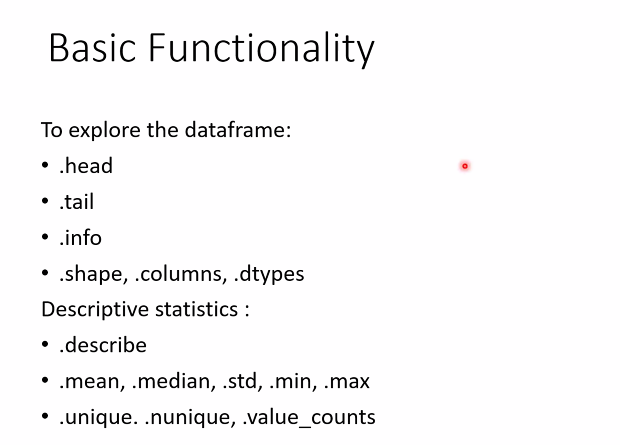 Basic Functionality
To explore the dataframe:
• .head
• .tail
• .info
• .shape, .columns, .dtypes
Descriptive statistics :
• .describe
• .mean, .median, .std, .min, .max
• .unique. .nunique, .value_counts